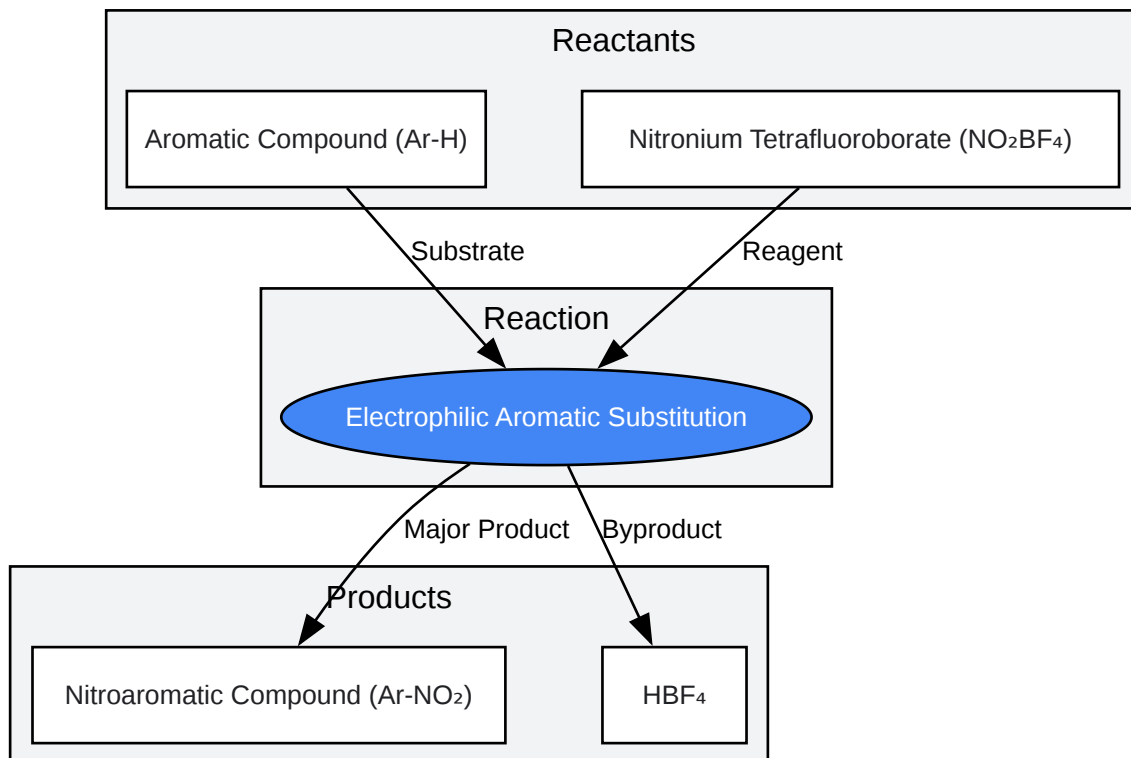 Reactants
Aromatic Compound (Ar-H)
Nitronium Tetrafluoroborate (NO₂BF₄)
Substrate
Reagent
Reaction
Electrophilic Aromatic Substitution
Major Product
Byproduct
Products
Nitroaromatic Compound (Ar-NO₂)
HBF₄